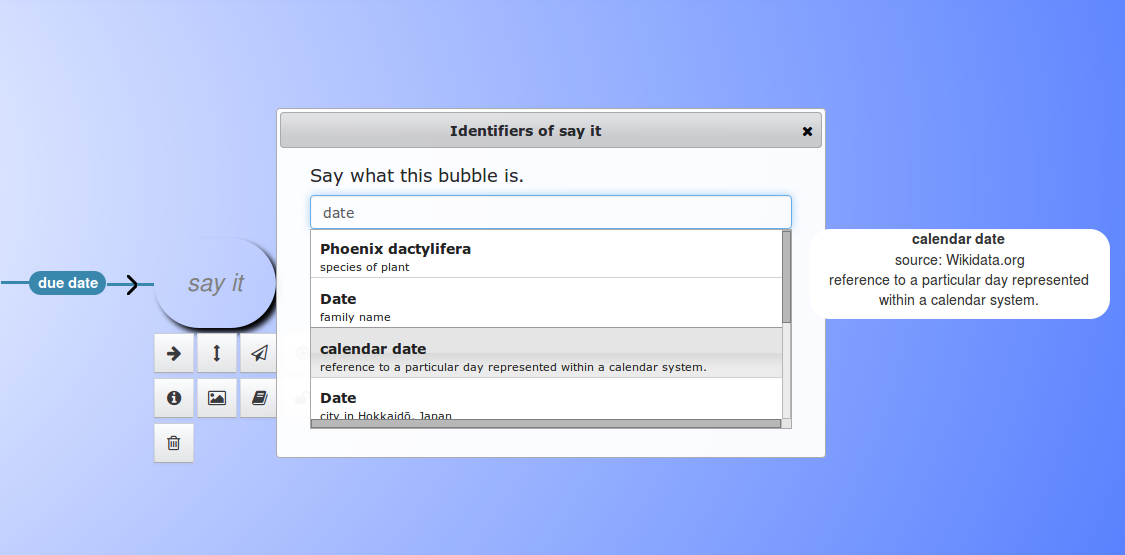 Identifiers of say it
Say what this bubble is.
date
Phoenix dactylifera
species of plant
Date
family name
calendar date
reference to a particular day represented within a calendar system.
Date
city in Hokkaidō, Japan
due date
say it
calendar date
source: Wikidata.org
reference to a particular day represented
within a calendar system.